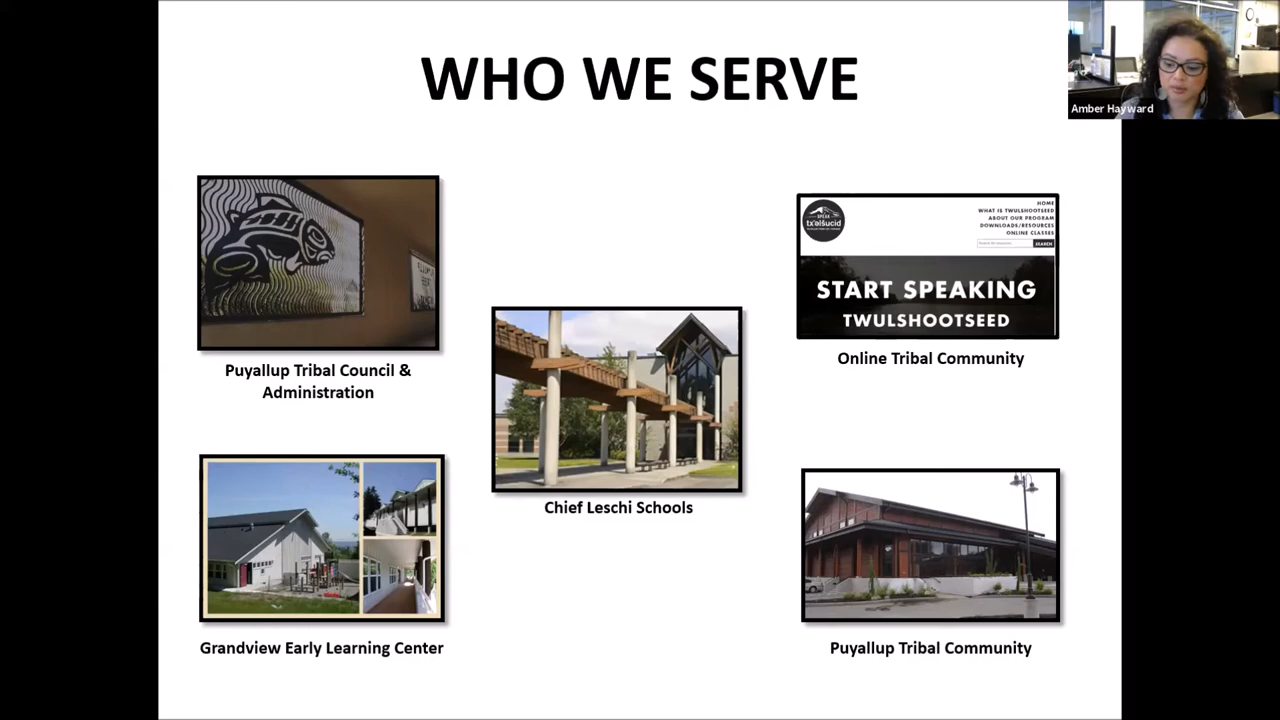 WHO WE SERVE
Amber Hayward
Puyallup Tribal Council &
Administration
SPEAK
HOME
WHAT IS TWULSHOOTSEED
ABOUT OUR PROGRAM
DOWNLOADS/RESOURCES
ONLINE CLASSES
SEARCH
START SPEAKING
TWULSHOOTSEED
Online Tribal Community
Chief Leschi Schools
Grandview Early Learning Center
Puyallup Tribal Community